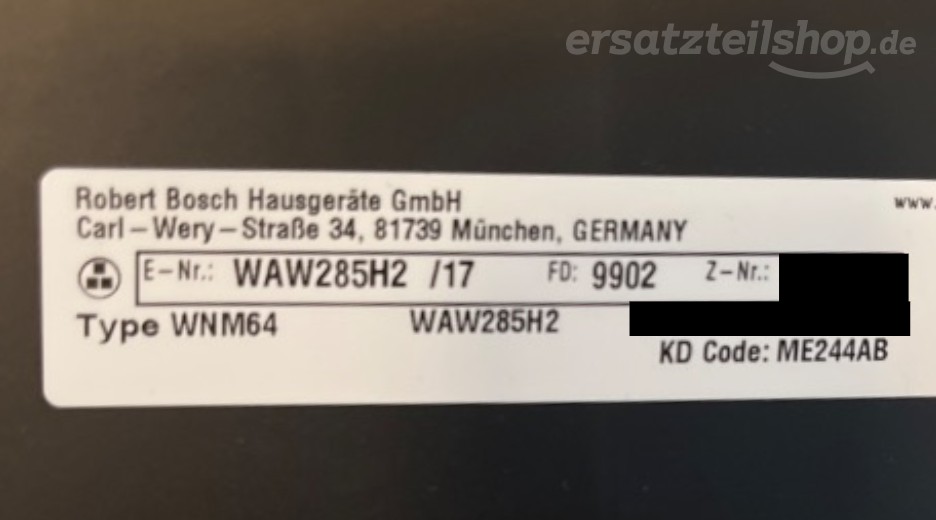 ersatzteilshop.de
Robert Bosch Hausgeräte GmbH
www.
Carl-Wery-Straße 34, 81739 München, GERMANY
E-Nr.: WAW285H2 /17 FD: 9902 Z-Nr.:
Type WNM64 WAW285H2
KD Code: ME244AB